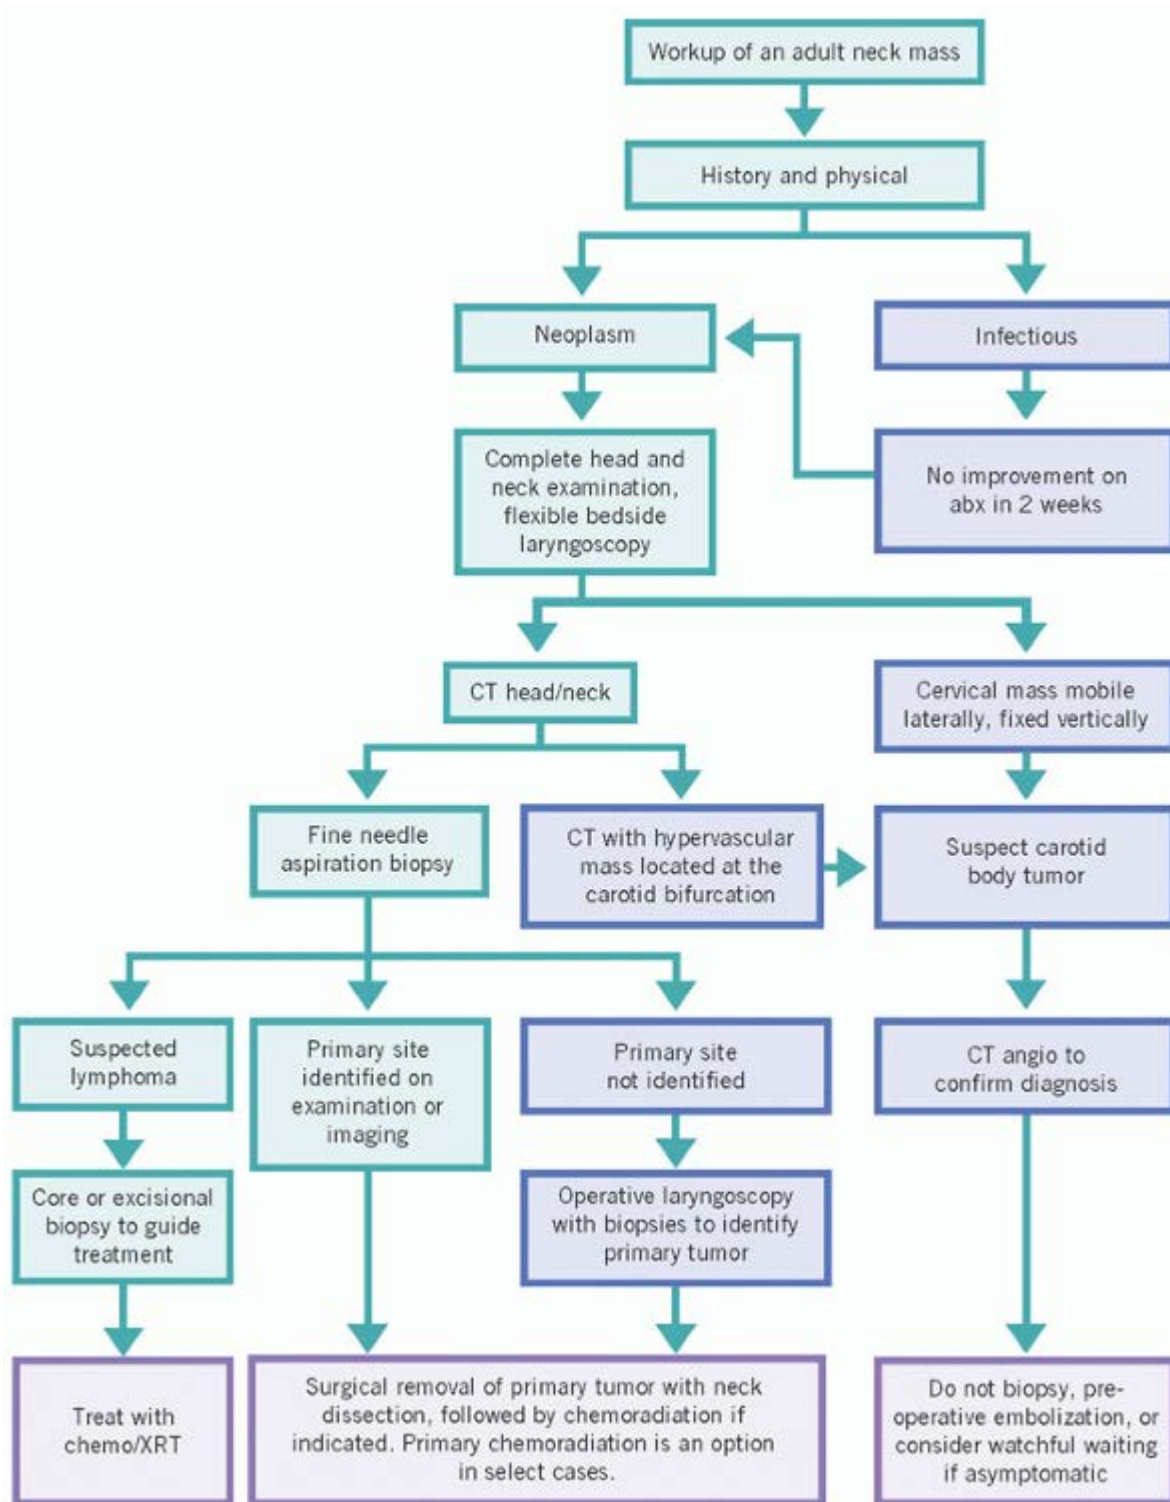 Workup of an adult neck mass
History and physical
Neoplasm
Infectious
Complete head and
neck examination,
flexible bedside
laryngoscopy
No improvement on
abx in 2 weeks
CT head/neck
Cervical mass mobile
laterally, fixed vertically
Fine needle
aspiration biopsy
CT with hypervascular
mass located at the
carotid bifurcation
Suspect carotid
body tumor
Suspected
lymphoma
Primary site
identified on
examination or
imaging
Primary site
not identified
CT angio to
confirm diagnosis
Core or excisional
biopsy to guide
treatment
Operative laryngoscopy
with biopsies to identify
primary tumor
Treat with
chemo/XRT
Surgical removal of primary tumor with neck
dissection, followed by chemoradiation if
indicated. Primary chemoradiation is an option
in select cases.
Do not biopsy, pre-
operative embolization, or
consider watchful waiting
if asymptomatic